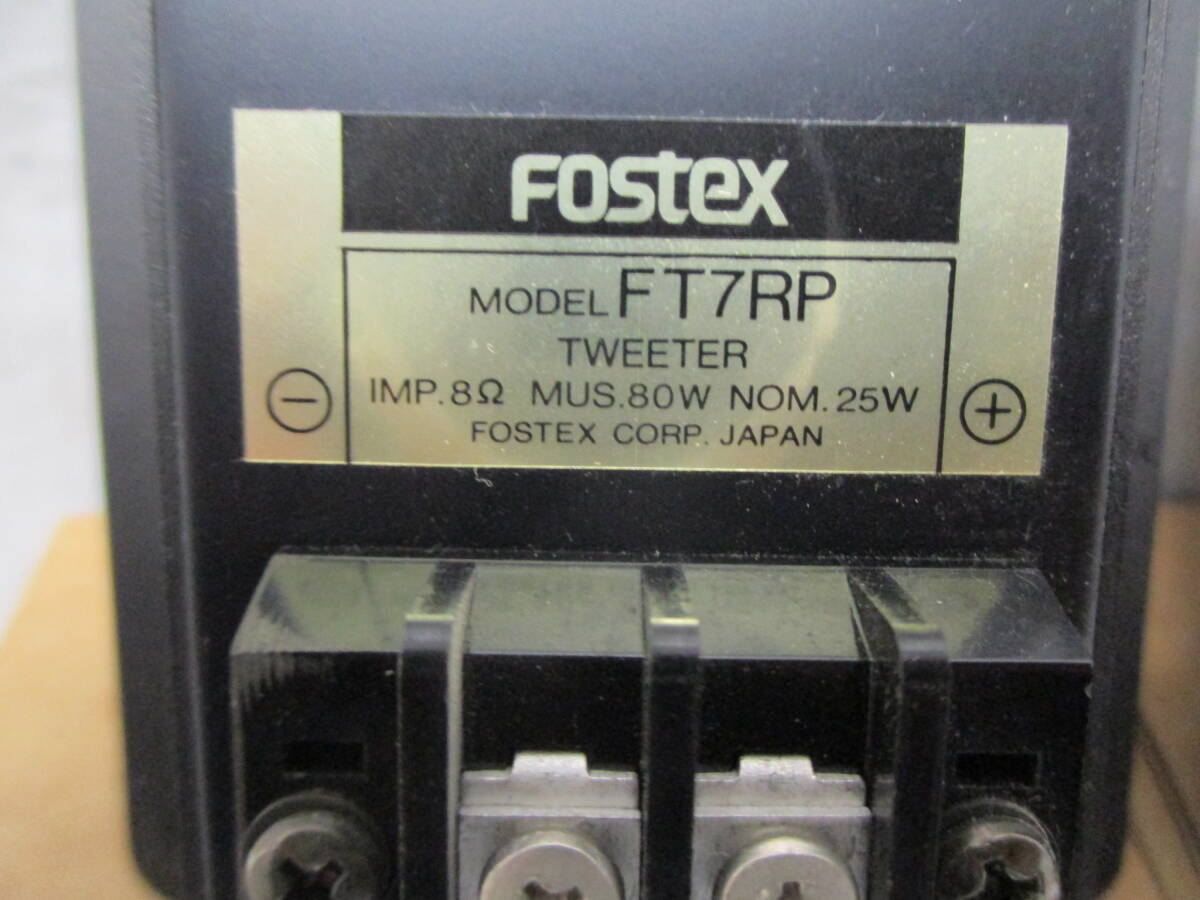 FOSTEX
MODEL FT7RP
TWEETER
IMP.8Ω MUS.80W NOM.25W
FOSTEX CORP. JAPAN
− +